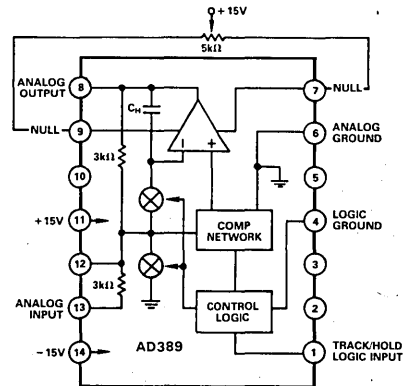 + 15V
5kΩ
ANALOG OUTPUT
8
C_H
7
NULL
NULL
9
6
ANALOG GROUND
3kΩ
10
5
− +
+15V
11
COMP NETWORK
4
LOGIC GROUND
12
3
3kΩ
ANALOG INPUT
13
CONTROL LOGIC
2
−15V
14
AD389
1
TRACK/HOLD LOGIC INPUT